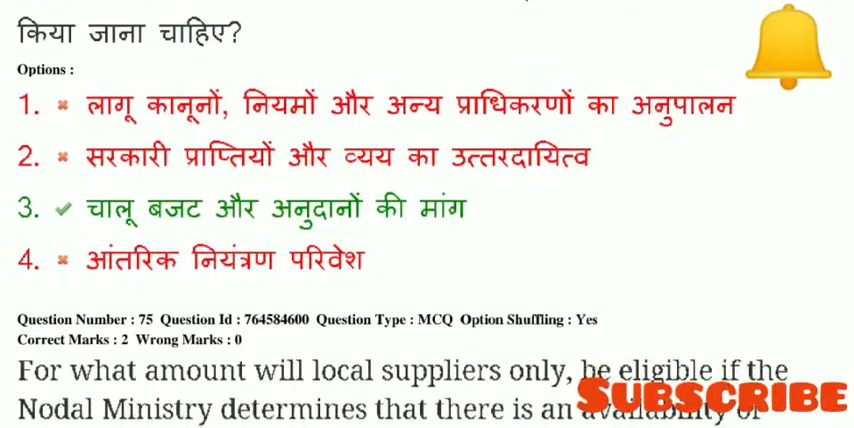 किया जाना चाहिए?
Options :
1. लागू कानूनों, नियमों और अन्य प्राधिकरणों का अनुपालन
2. सरकारी प्राप्तियों और व्यय का उत्तरदायित्व
3. चालू बजट और अनुदानों की मांग
4. आंतरिक नियंत्रण परिवेश
Question Number : 75 Question Id : 764584600 Question Type : MCQ Option Shuffling : Yes
Correct Marks : 2 Wrong Marks : 0
For what amount will local suppliers only, be eligible if the
Nodal Ministry determines that there is an availability of
SUBSCRIBE